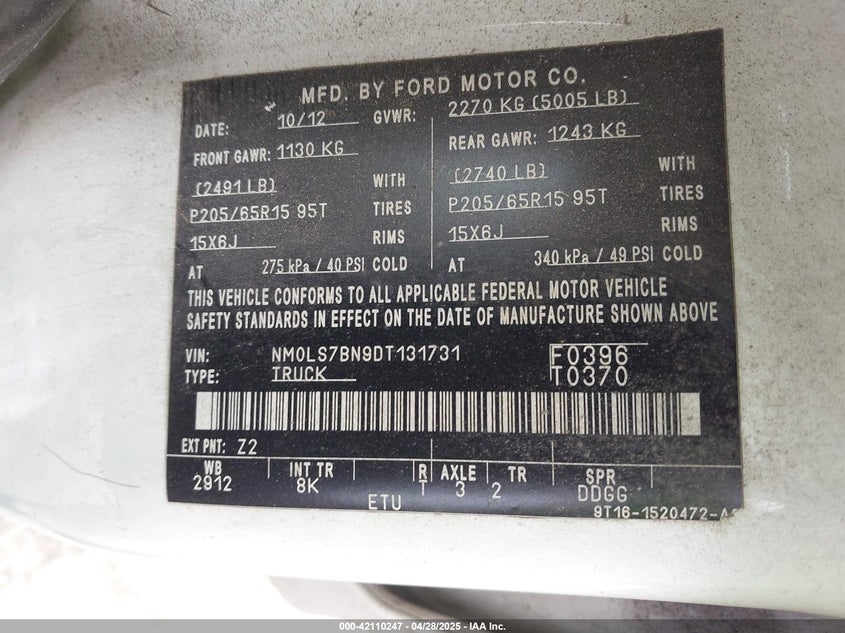 MFD. BY FORD MOTOR CO.
DATE: 10/12 GVWR: 2270 KG (5005 LB)
FRONT GAWR: 1130 KG REAR GAWR: 1243 KG
(2491 LB) WITH (2740 LB) WITH
P205/65R15 95T TIRES P205/65R15 95T TIRES
15X6J RIMS 15X6J RIMS
AT 275 kPa / 40 PSI COLD AT 340 kPa / 49 PSI COLD
THIS VEHICLE CONFORMS TO ALL APPLICABLE FEDERAL MOTOR VEHICLE
SAFETY STANDARDS IN EFFECT ON THE DATE OF MANUFACTURE SHOWN ABOVE
VIN: NM0LS7BN9DT131731 F0396
TYPE: TRUCK T0370
EXT PNT: Z2
WB INT TR R AXLE TR SPR
2912 8K T 3 2 DDGG
ETU 9T16-1520472-A
000-42110247 - 04/28/2025 - IAA Inc.